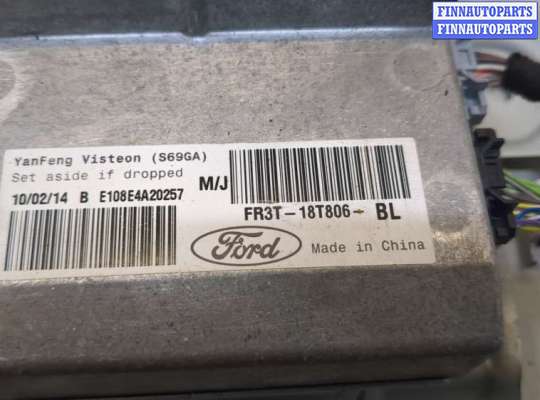 FINNAUTOPARTS
FINNAUTOPARTS
YanFeng Visteon (S69GA)
Set aside if dropped
10/02/14 B E108E4A20257
M/J
FR3T-18T806- BL
Ford
Made in China